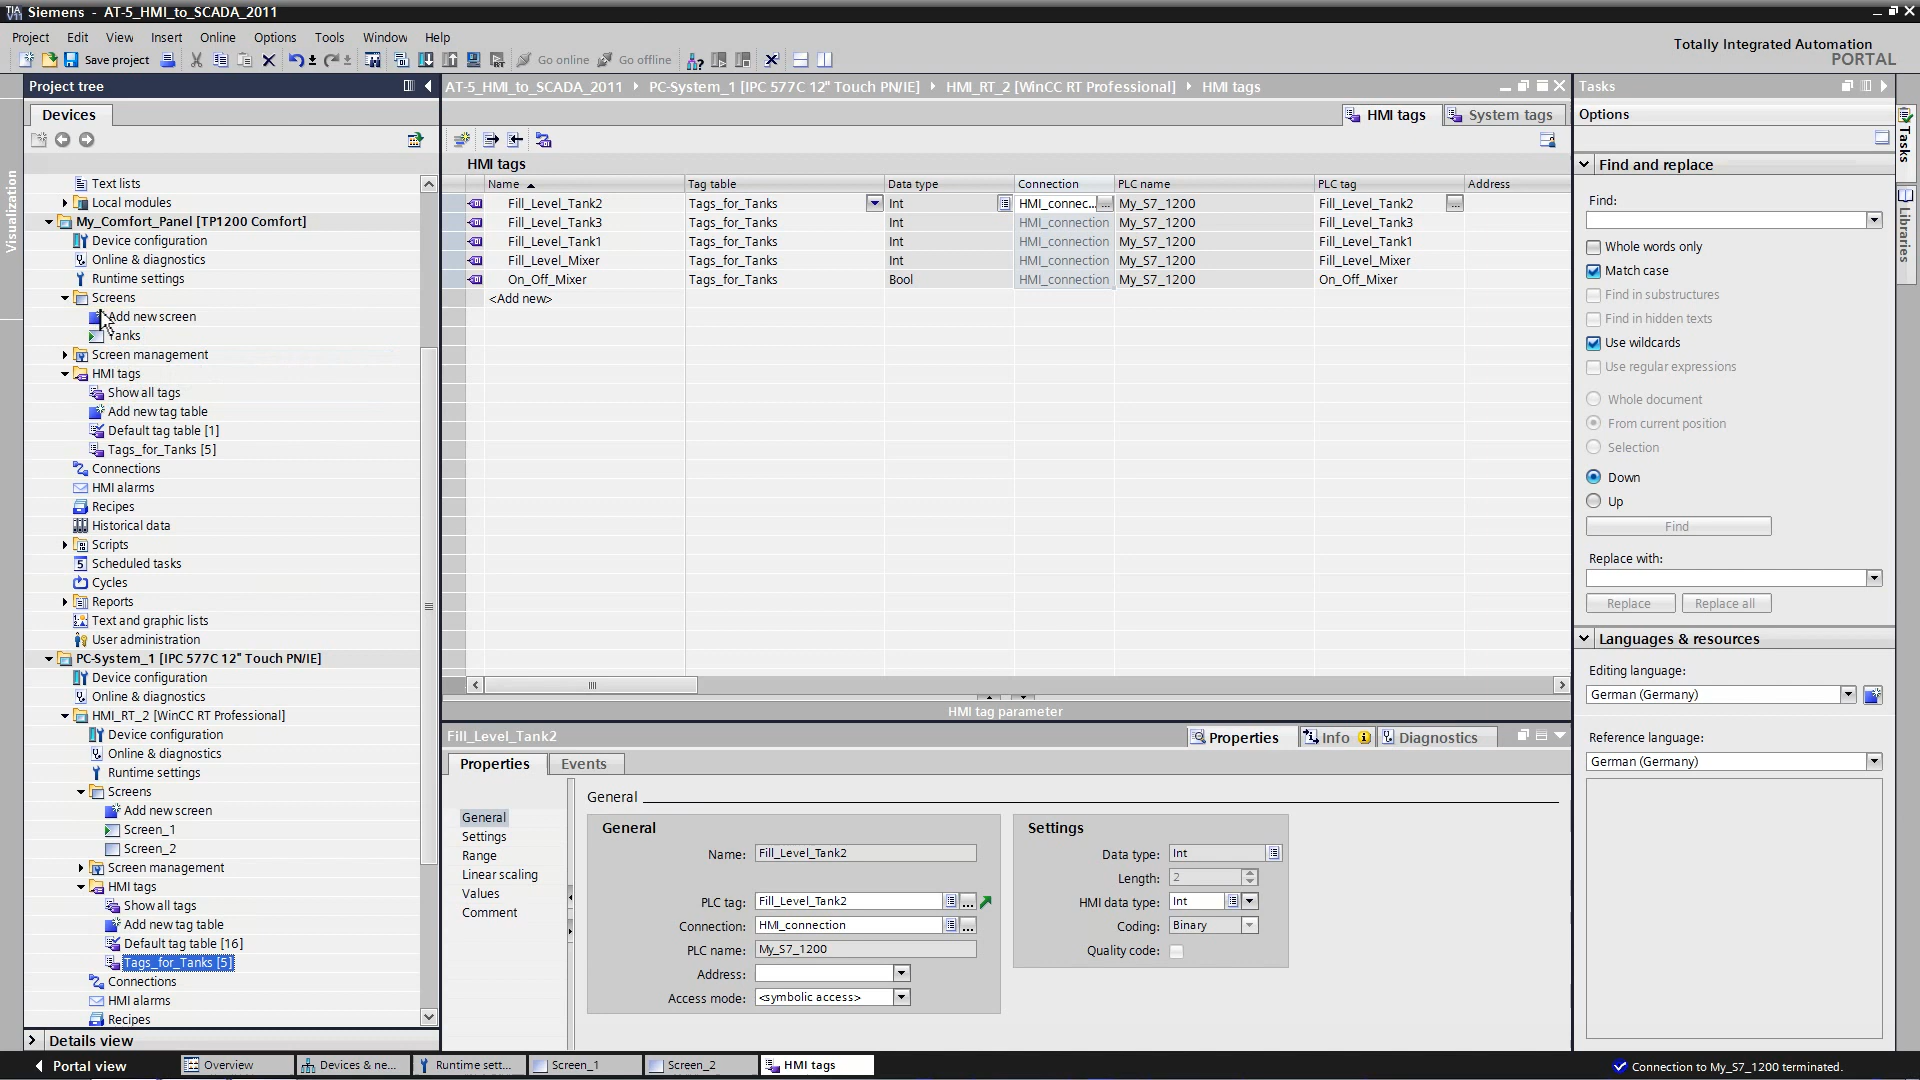 Siemens - AT-5_HMI_to_SCADA_2011
Project Edit View Insert Online Options Tools Window Help
Save project Go online Go offline
Totally Integrated Automation
PORTAL
Project tree
AT-5_HMI_to_SCADA_2011 PC-System_1 [IPC 577C 12" Touch PN/IE] HMI_RT_2 [WinCC RT Professional] HMI tags
Tasks
Devices
HMI tags System tags
Options
Visualization
Tasks
Libraries
Text lists
Local modules
My_Comfort_Panel [TP1200 Comfort]
Device configuration
Online & diagnostics
Runtime settings
Screens
Add new screen
Tanks
Screen management
HMI tags
Show all tags
Add new tag table
Default tag table [1]
Tags_for_Tanks [5]
Connections
HMI alarms
Recipes
Historical data
Scripts
Scheduled tasks
Cycles
Reports
Text and graphic lists
User administration
PC-System_1 [IPC 577C 12" Touch PN/IE]
Device configuration
Online & diagnostics
HMI_RT_2 [WinCC RT Professional]
Device configuration
Online & diagnostics
Runtime settings
Screens
Add new screen
Screen_1
Screen_2
Screen management
HMI tags
Show all tags
Add new tag table
Default tag table [16]
Tags_for_Tanks [5]
Connections
HMI alarms
Recipes
Details view
HMI tags
Name Tag table Data type Connection PLC name PLC tag Address
Fill_Level_Tank2 Tags_for_Tanks Int HMI_connec... My_S7_1200 Fill_Level_Tank2
Fill_Level_Tank3 Tags_for_Tanks Int HMI_connection My_S7_1200 Fill_Level_Tank3
Fill_Level_Tank1 Tags_for_Tanks Int HMI_connection My_S7_1200 Fill_Level_Tank1
Fill_Level_Mixer Tags_for_Tanks Int HMI_connection My_S7_1200 Fill_Level_Mixer
On_Off_Mixer Tags_for_Tanks Bool HMI_connection My_S7_1200 On_Off_Mixer
<Add new>
HMI tag parameter
Fill_Level_Tank2
Properties Info Diagnostics
Properties Events
General
Settings
Range
Linear scaling
Values
Comment
General
General
Name: Fill_Level_Tank2
PLC tag: Fill_Level_Tank2
Connection: HMI_connection
PLC name: My_S7_1200
Address:
Access mode: <symbolic access>
Settings
Data type: Int
Length: 2
HMI data type: Int
Coding: Binary
Quality code:
Find and replace
Find:
Whole words only
Match case
Find in substructures
Find in hidden texts
Use wildcards
Use regular expressions
Whole document
From current position
Selection
Down
Up
Find
Replace with:
Replace Replace all
Languages & resources
Editing language:
German (Germany)
Reference language:
German (Germany)
Portal view Overview Devices & ne... Runtime sett... Screen_1 Screen_2 HMI tags
Connection to My_S7_1200 terminated.